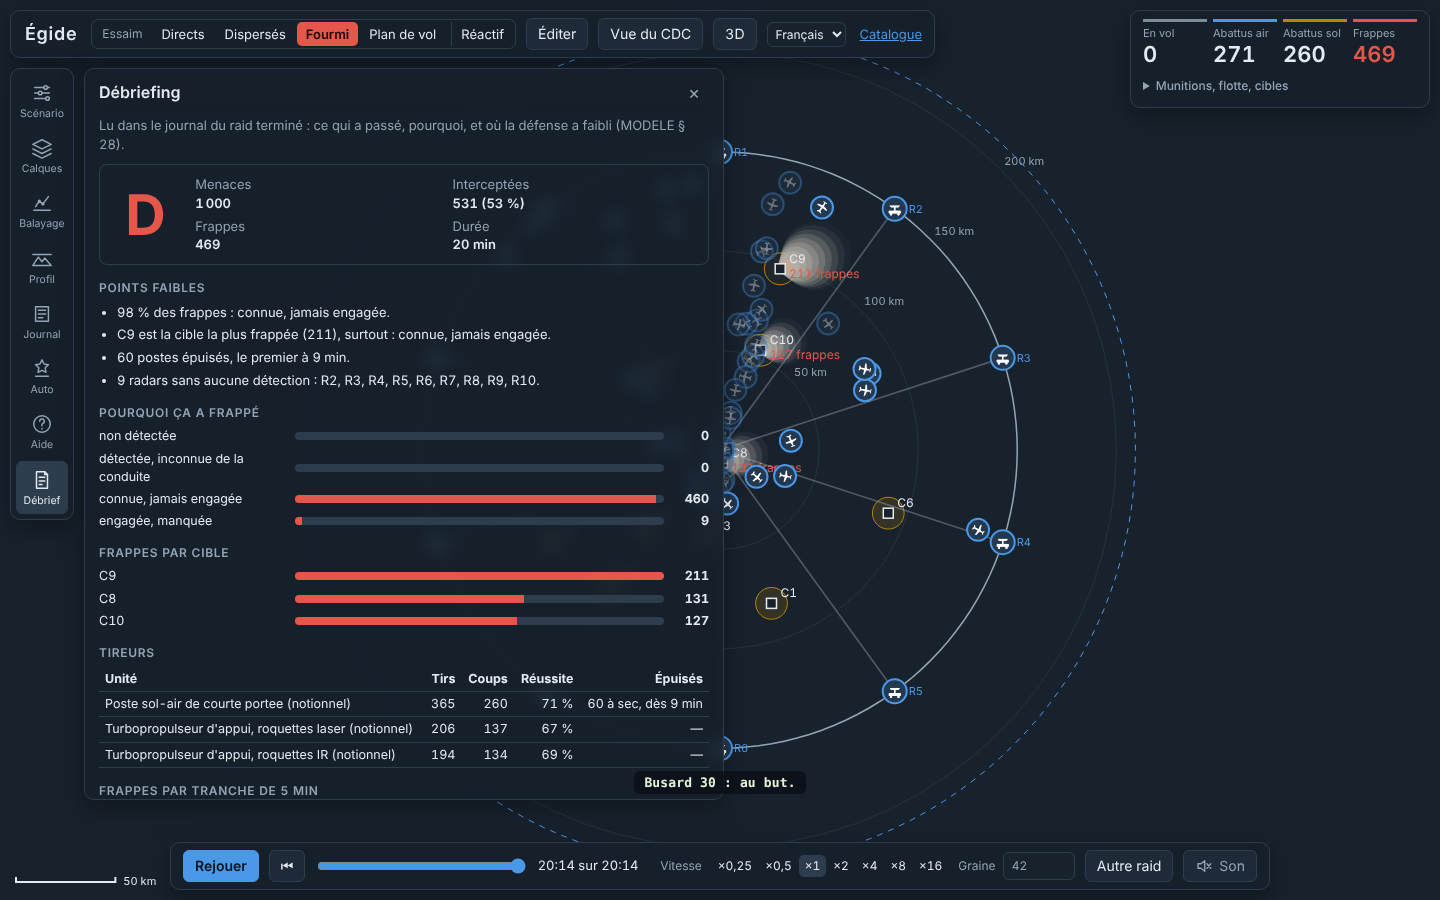 Égide
Essaim Directs Dispersés Fourmi Plan de vol Réactif
Éditer
Vue du CDC
3D
Français
Catalogue
En vol
0
Abattus air
271
Abattus sol
260
Frappes
469
Munitions, flotte, cibles
Scénario
Calques
Balayage
Profil
Journal
Auto
Aide
Débrief
Débriefing
Lu dans le journal du raid terminé : ce qui a passé, pourquoi, et où la défense a faibli (MODELE §
28).
D
Menaces
1 000
Interceptées
531 (53 %)
Frappes
469
Durée
20 min
POINTS FAIBLES
• 98 % des frappes : connue, jamais engagée.
• C9 est la cible la plus frappée (211), surtout : connue, jamais engagée.
• 60 postes épuisés, le premier à 9 min.
• 9 radars sans aucune détection : R2, R3, R4, R5, R6, R7, R8, R9, R10.
POURQUOI ÇA A FRAPPÉ
non détectée 0
détectée, inconnue de la
conduite 0
connue, jamais engagée 460
engagée, manquée 9
FRAPPES PAR CIBLE
C9 211
C8 131
C10 127
TIREURS
Unité Tirs Coups Réussite Épuisés
Poste sol-air de courte portee (notionnel) 365 260 71 % 60 à sec, dès 9 min
Turbopropulseur d'appui, roquettes laser (notionnel) 206 137 67 % —
Turbopropulseur d'appui, roquettes IR (notionnel) 194 134 69 % —
FRAPPES PAR TRANCHE DE 5 MIN
R1
200 km
R2
150 km
C9
211 frappes
100 km
C10
127 frappes
R3
50 km
C8
C6
3
R4
C1
R5
R6
Busard 30 : au but.
50 km
Rejouer
20:14 sur 20:14
Vitesse ×0,25 ×0,5 ×1 ×2 ×4 ×8 ×16
Graine 42
Autre raid
Son